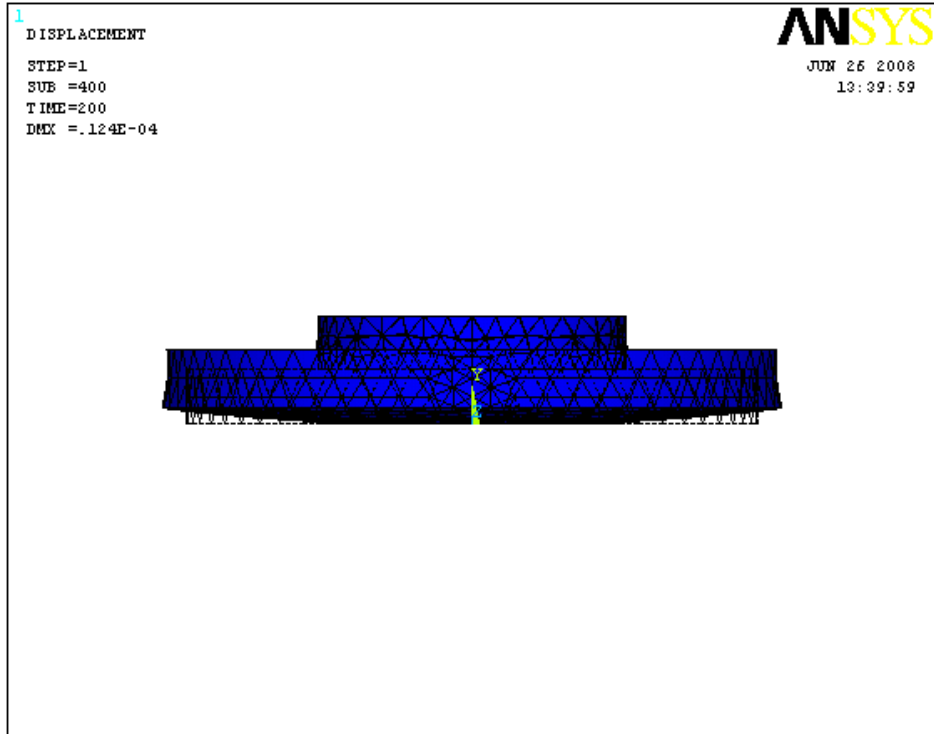 1
DISPLACEMENT
STEP=1
SUB =400
TIME=200
DMX =.124E-04
ANSYS
JUN 26 2008
13:39:59
Y
Z